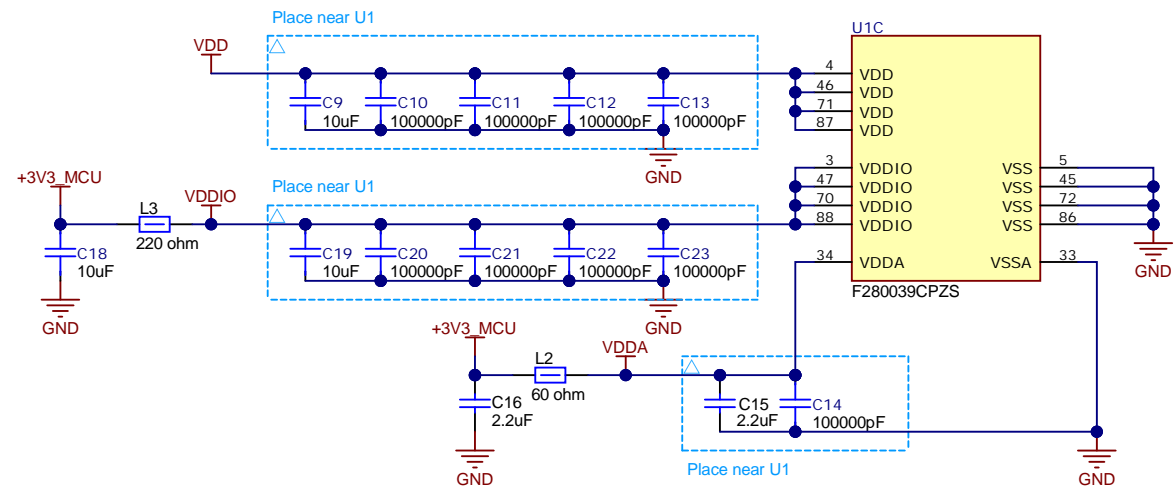 Place near U1
VDD
C9
10uF
C10
100000pF
C11
100000pF
C12
100000pF
C13
100000pF
GND
U1C
4
VDD
46
VDD
71
VDD
87
VDD
3
VDDIO
47
VDDIO
70
VDDIO
88
VDDIO
34
VDDA
VSS
5
VSS
45
VSS
72
VSS
86
VSSA
33
F280039CPZS
GND
+3V3_MCU
C18
10uF
GND
L3
220 ohm
VDDIO
Place near U1
C19
10uF
C20
100000pF
C21
100000pF
C22
100000pF
C23
100000pF
GND
+3V3_MCU
C16
2.2uF
GND
L2
60 ohm
VDDA
C15
2.2uF
C14
100000pF
Place near U1
GND